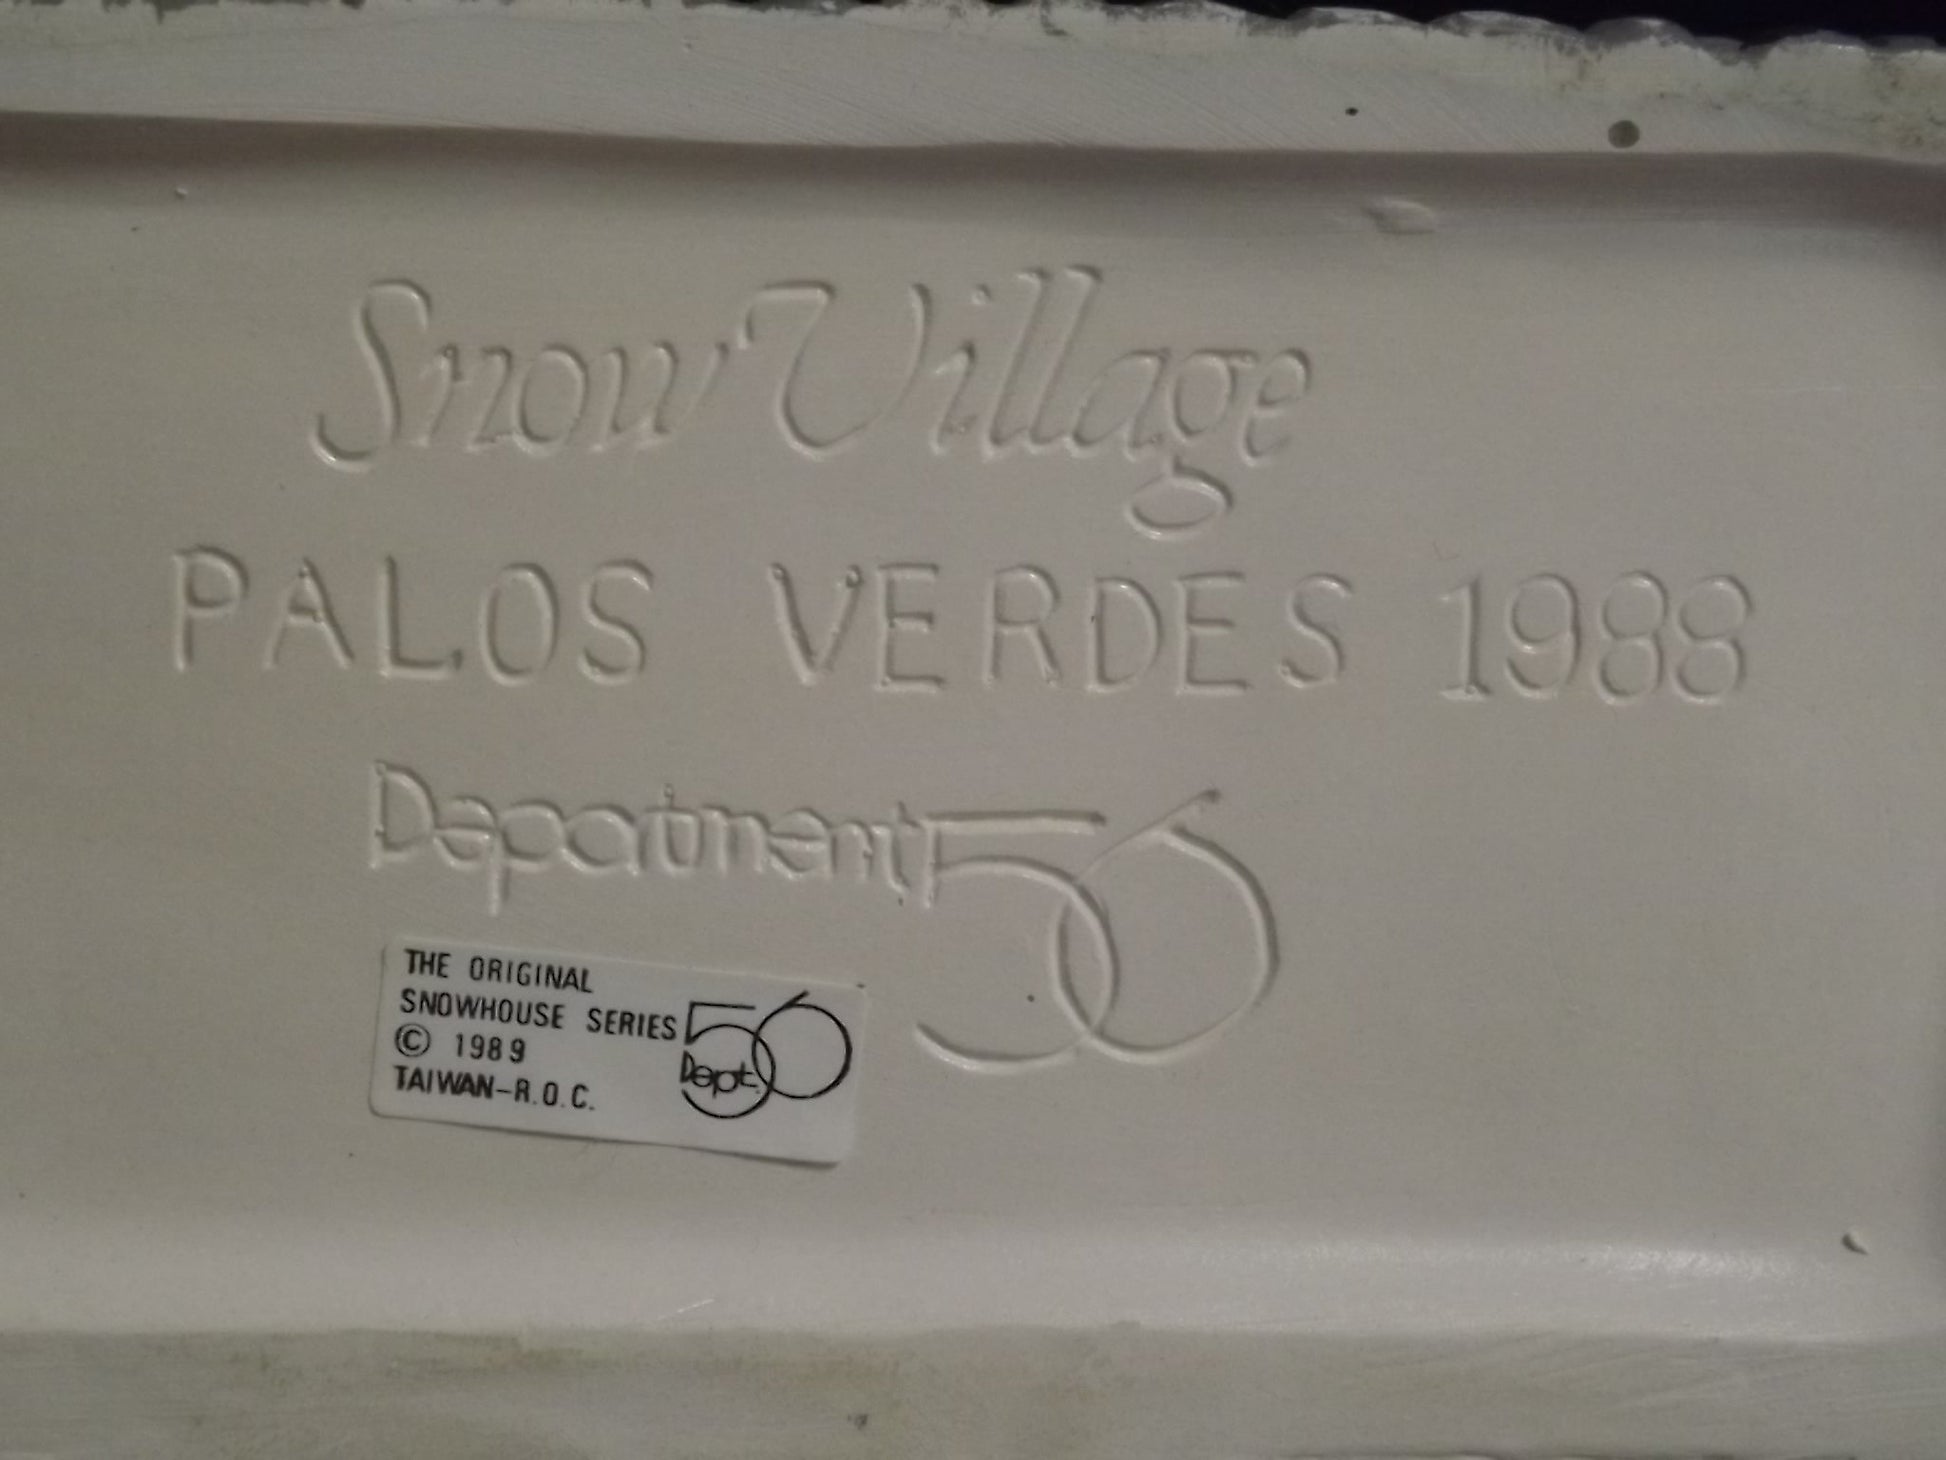 Snow Village
PALOS VERDES 1988
Department 56
THE ORIGINAL
SNOWHOUSE SERIES
© 1989
TAIWAN-R.O.C.
56
Dept.